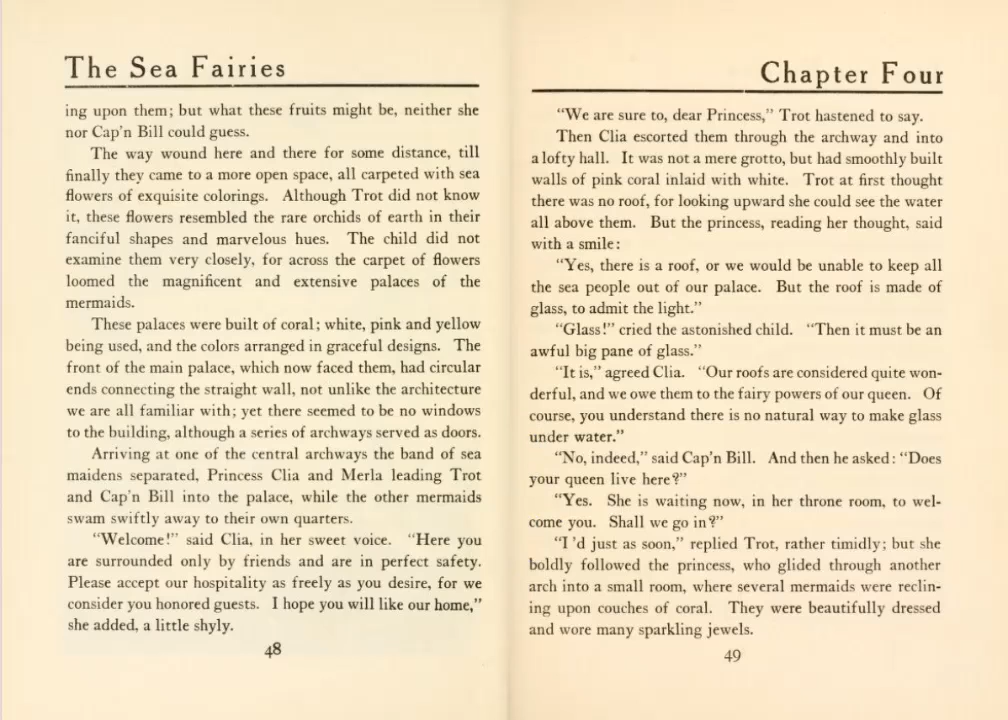 The Sea Fairies
ing upon them; but what these fruits might be, neither she
nor Cap'n Bill could guess.
The way wound here and there for some distance, till
finally they came to a more open space, all carpeted with sea
flowers of exquisite colorings. Although Trot did not know
it, these flowers resembled the rare orchids of earth in their
fanciful shapes and marvelous hues. The child did not
examine them very closely, for across the carpet of flowers
loomed the magnificent and extensive palaces of the
mermaids.
These palaces were built of coral; white, pink and yellow
being used, and the colors arranged in graceful designs. The
front of the main palace, which now faced them, had circular
ends connecting the straight wall, not unlike the architecture
we are all familiar with; yet there seemed to be no windows
to the building, although a series of archways served as doors.
Arriving at one of the central archways the band of sea
maidens separated, Princess Clia and Merla leading Trot
and Cap'n Bill into the palace, while the other mermaids
swam swiftly away to their own quarters.
"Welcome!" said Clia, in her sweet voice. "Here you
are surrounded only by friends and are in perfect safety.
Please accept our hospitality as freely as you desire, for we
consider you honored guests. I hope you will like our home,"
she added, a little shyly.
48
Chapter Four
"We are sure to, dear Princess," Trot hastened to say.
Then Clia escorted them through the archway and into
a lofty hall. It was not a mere grotto, but had smoothly built
walls of pink coral inlaid with white. Trot at first thought
there was no roof, for looking upward she could see the water
all above them. But the princess, reading her thought, said
with a smile:
"Yes, there is a roof, or we would be unable to keep all
the sea people out of our palace. But the roof is made of
glass, to admit the light."
"Glass!" cried the astonished child. "Then it must be an
awful big pane of glass."
"It is," agreed Clia. "Our roofs are considered quite won-
derful, and we owe them to the fairy powers of our queen. Of
course, you understand there is no natural way to make glass
under water."
"No, indeed," said Cap'n Bill. And then he asked: "Does
your queen live here?"
"Yes. She is waiting now, in her throne room, to wel-
come you. Shall we go in?"
"I 'd just as soon," replied Trot, rather timidly; but she
boldly followed the princess, who glided through another
arch into a small room, where several mermaids were reclin-
ing upon couches of coral. They were beautifully dressed
and wore many sparkling jewels.
49